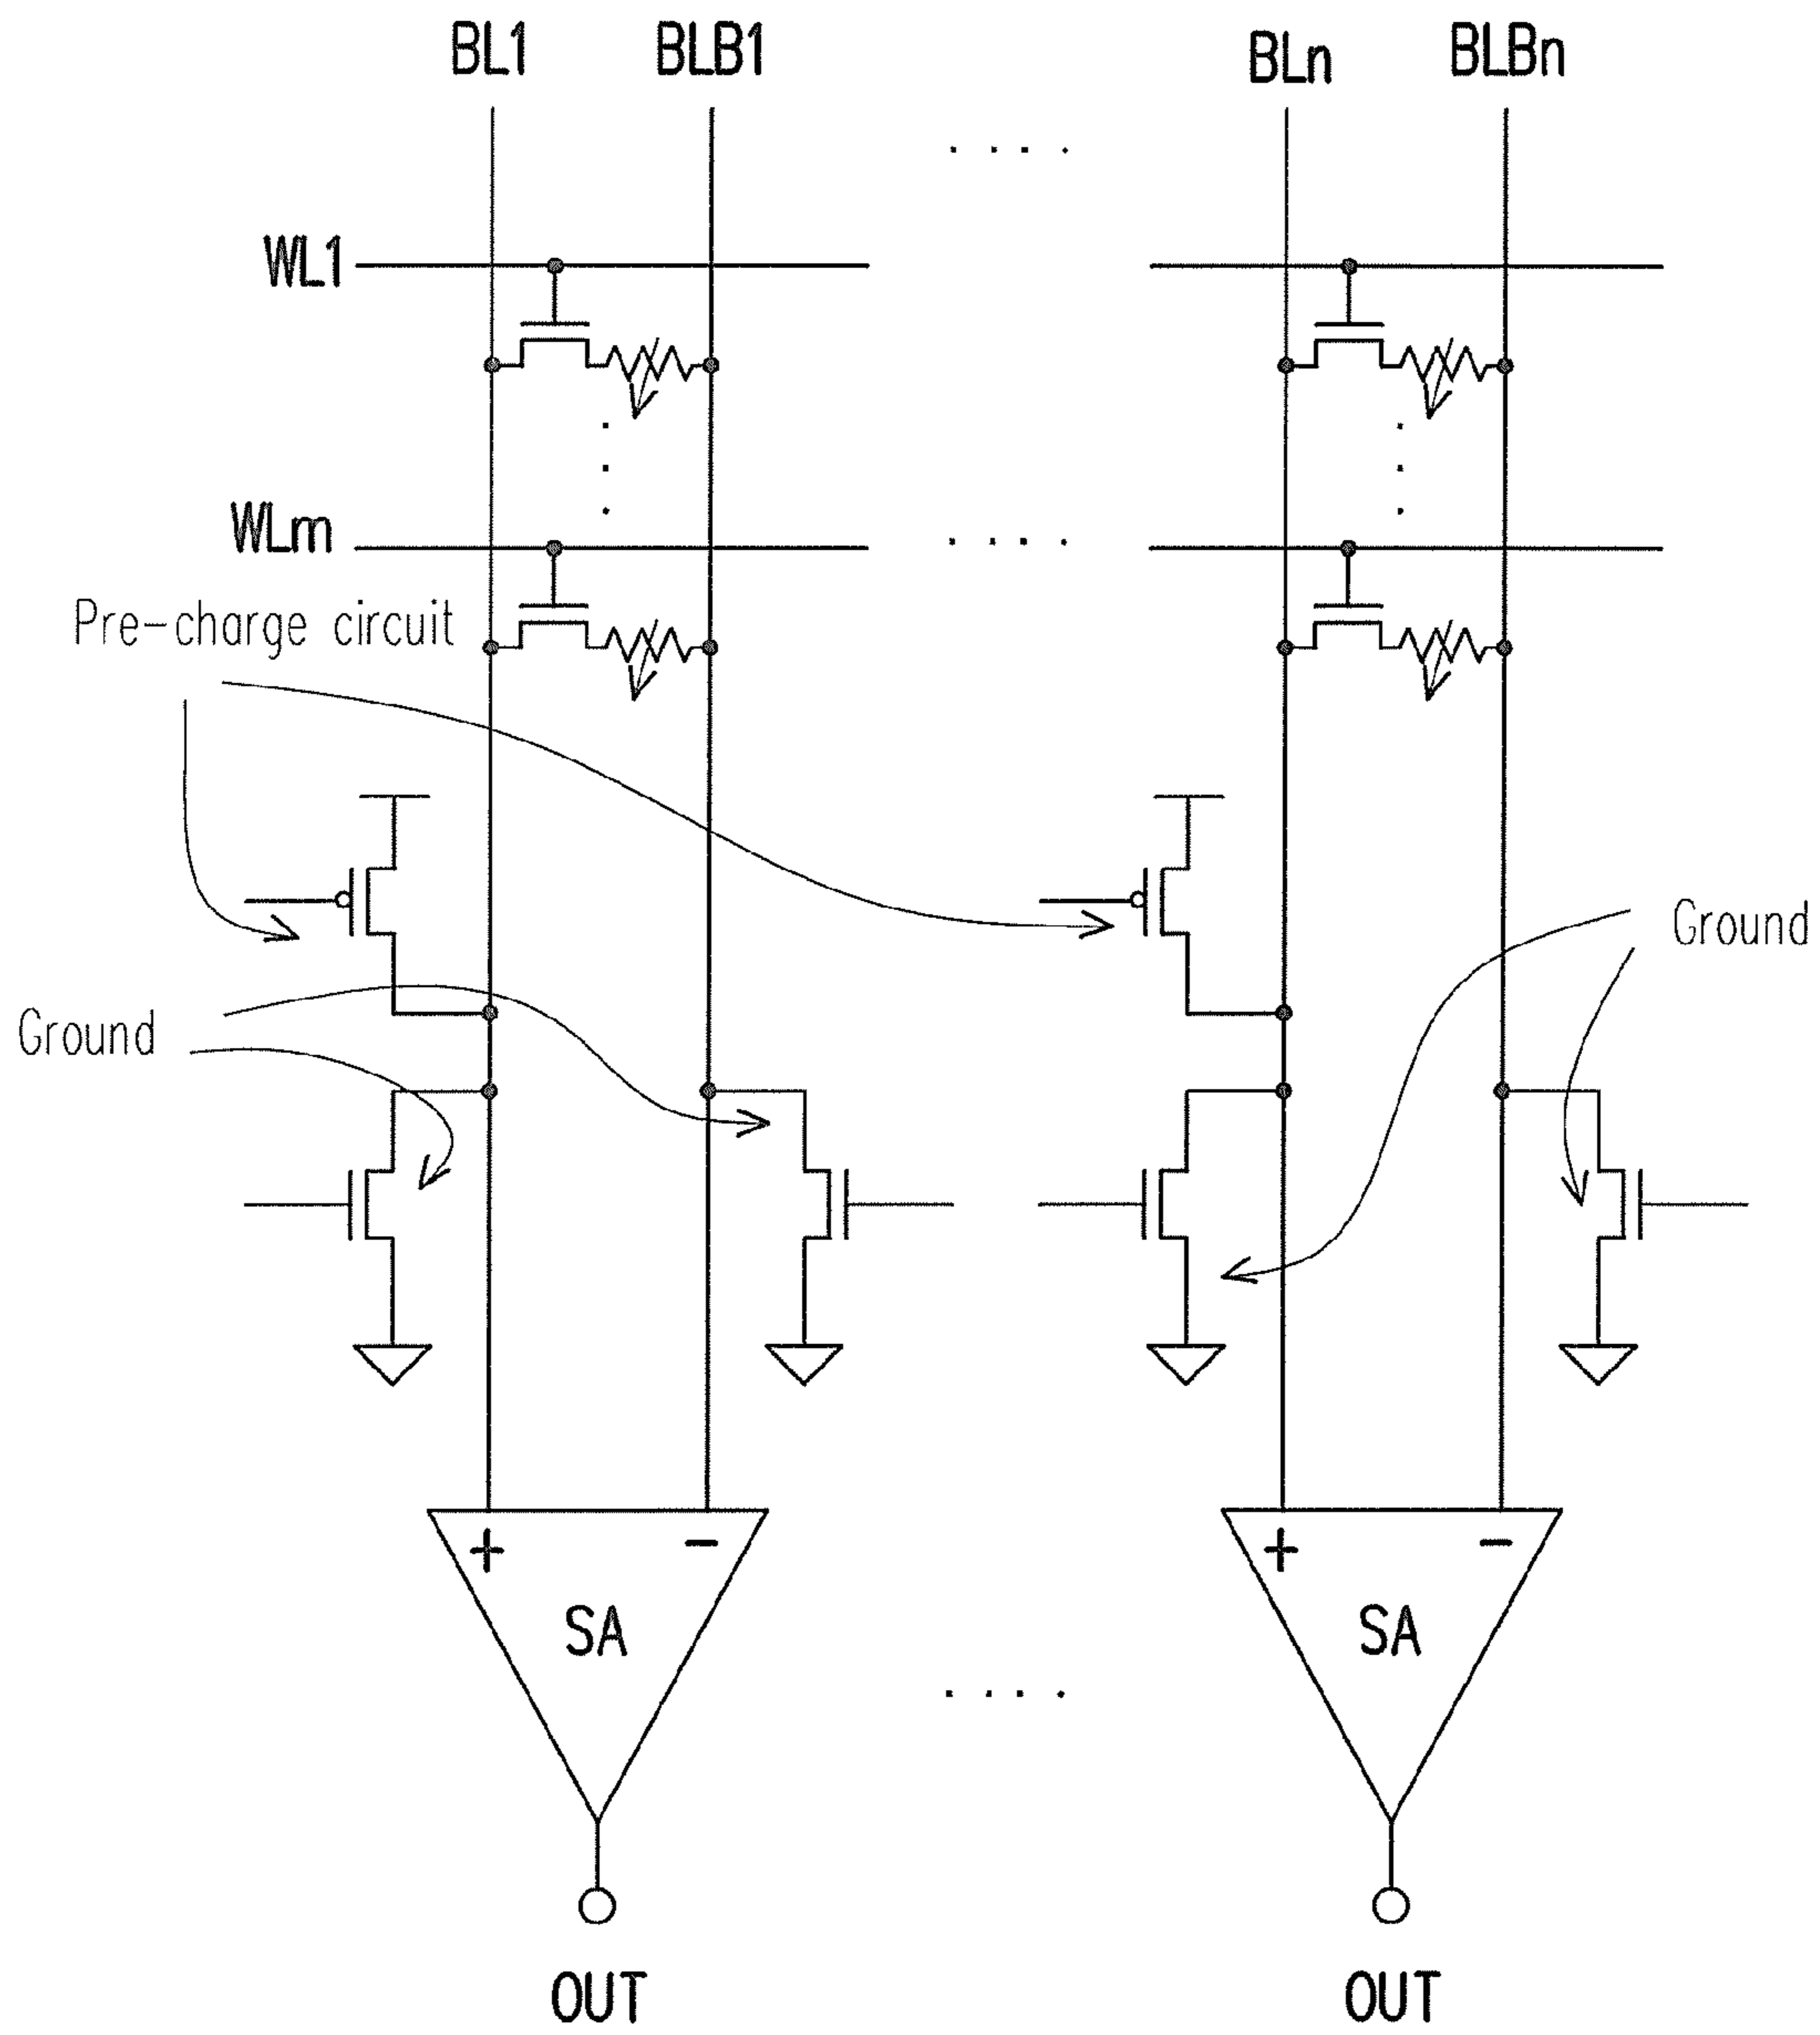 BL1 BLB1 BLn BLBn
WL1
WLm
Pre-charge circuit
Ground
Ground
+ - + -
SA SA
OUT OUT